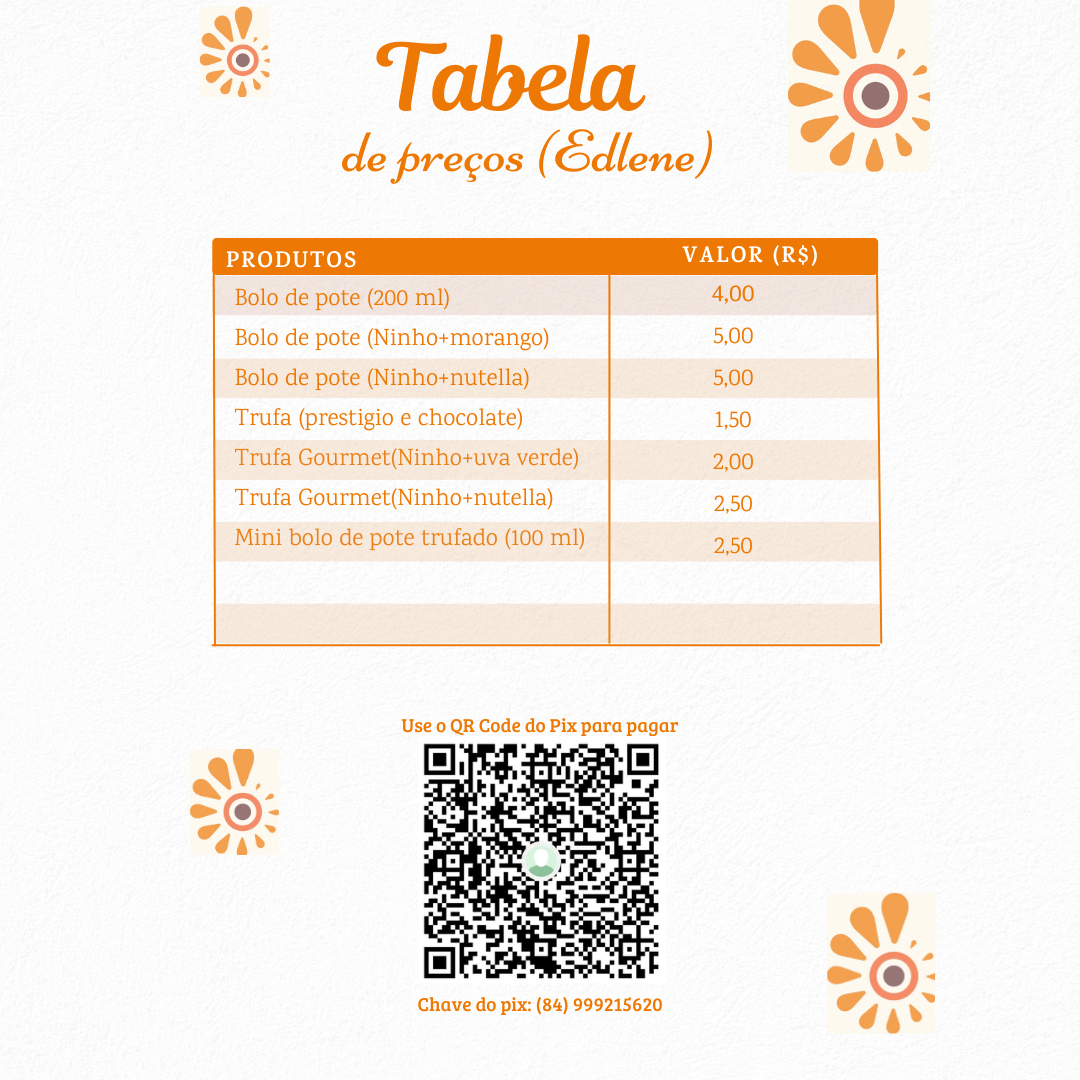 Tabela
de preços (Edlene)
PRODUTOS VALOR (R$)
Bolo de pote (200 ml) 4,00
Bolo de pote (Ninho+morango) 5,00
Bolo de pote (Ninho+nutella) 5,00
Trufa (prestigio e chocolate) 1,50
Trufa Gourmet(Ninho+uva verde) 2,00
Trufa Gourmet(Ninho+nutella) 2,50
Mini bolo de pote trufado (100 ml) 2,50
Use o QR Code do Pix para pagar
Chave do pix: (84) 999215620